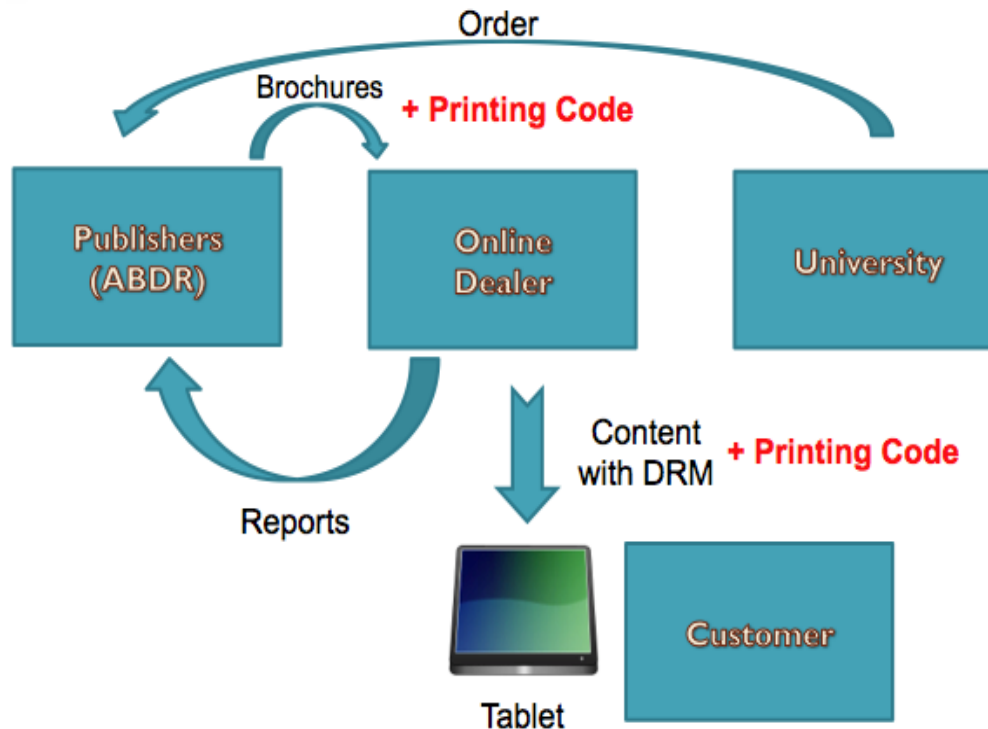 Order
Brochures
+ Printing Code
Publishers
(ABDR)
Online
Dealer
University
Content
with DRM
+ Printing Code
Reports
Customer
Tablet